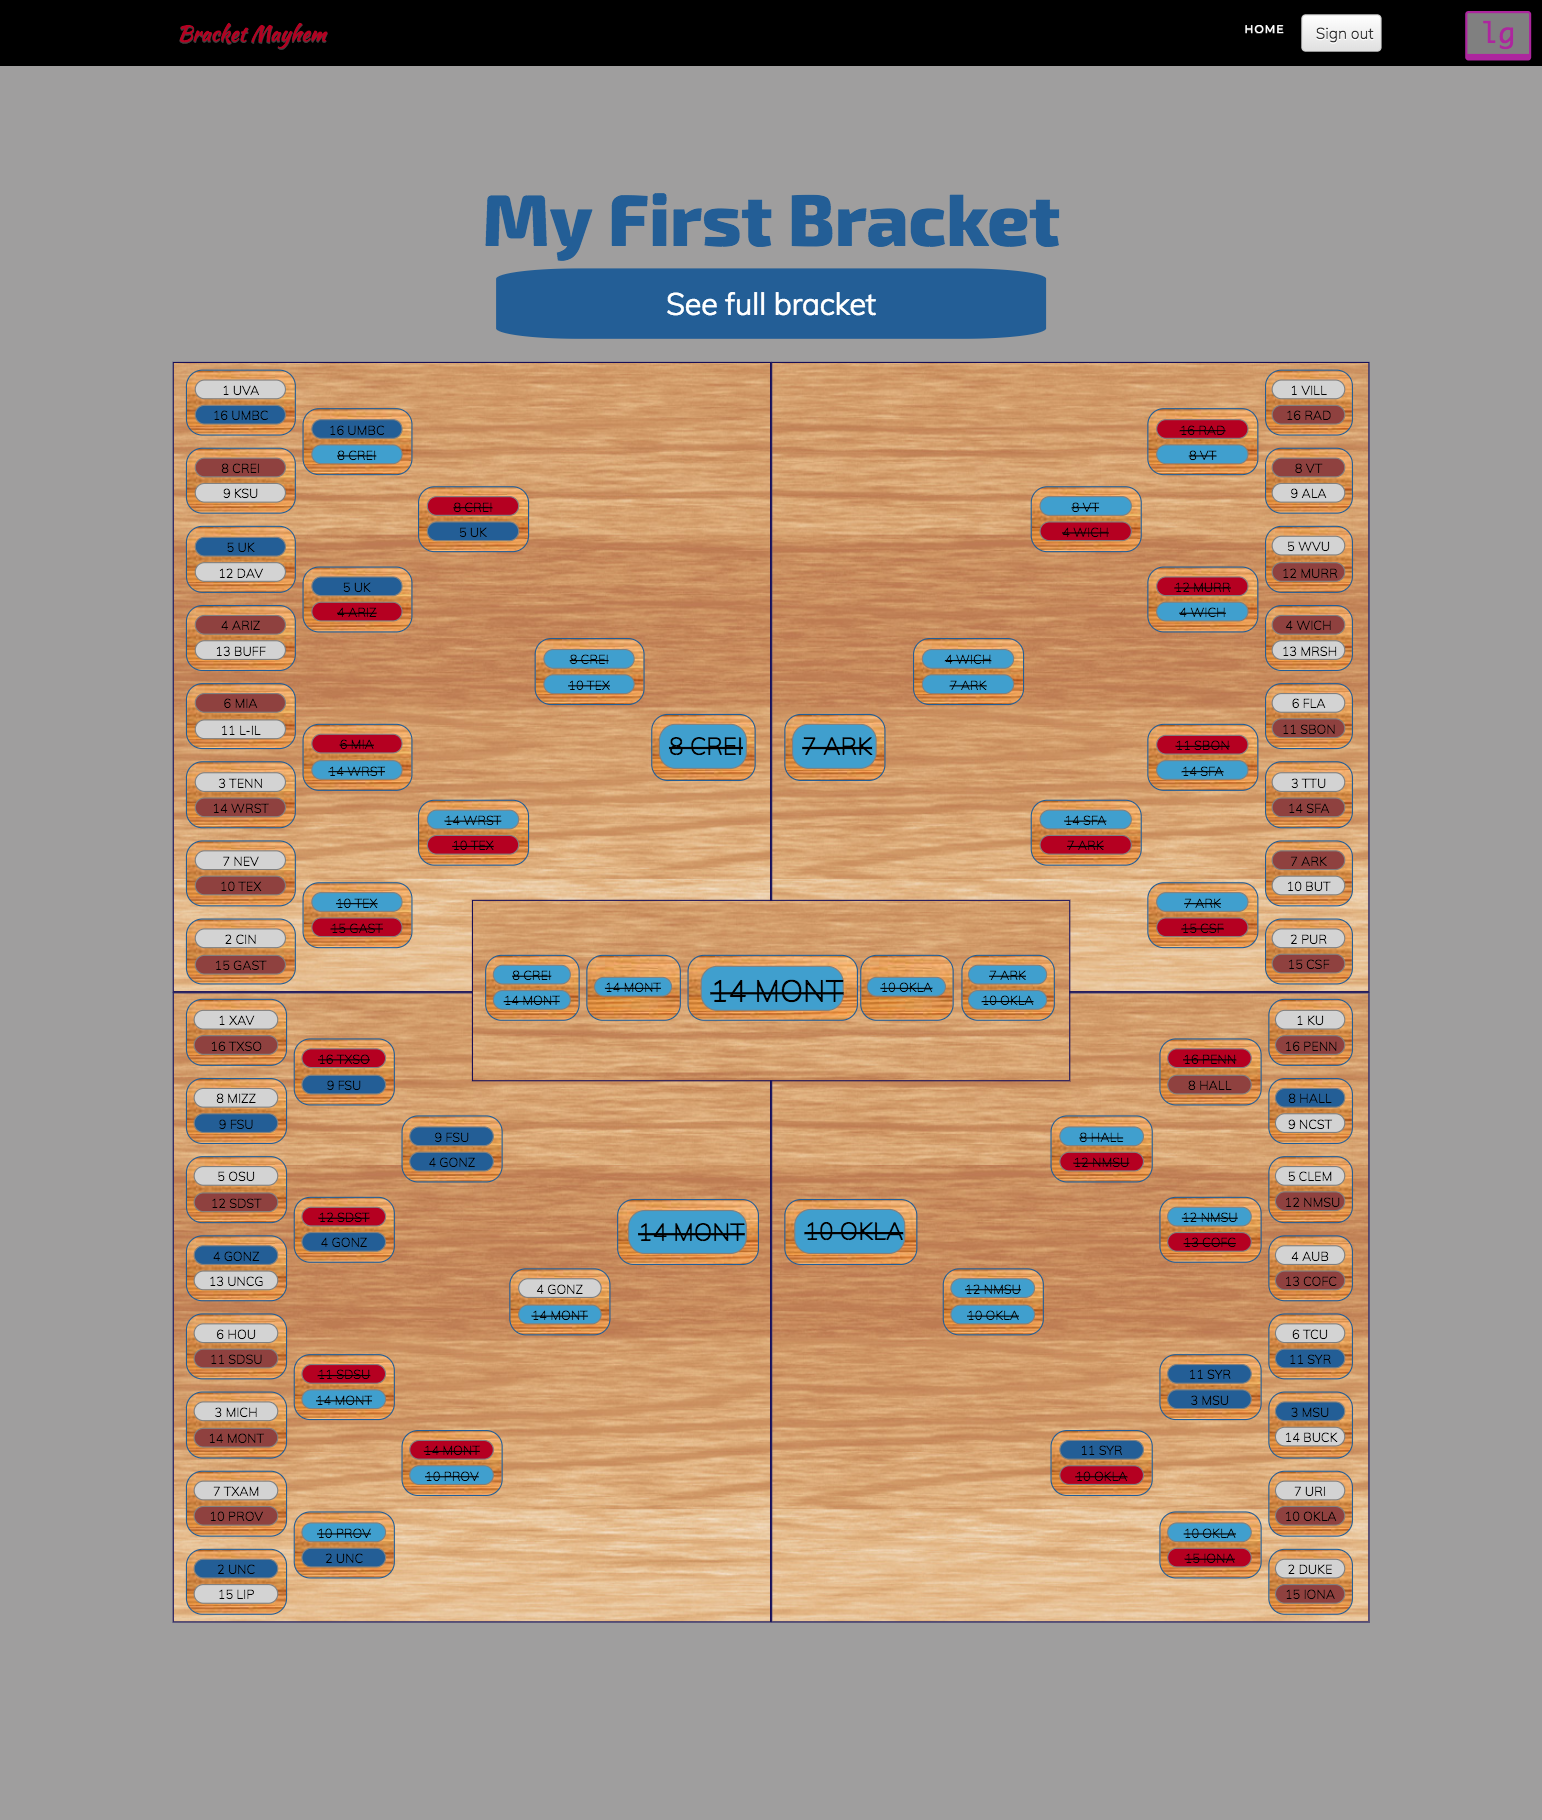 Bracket Mayhem
HOME
Sign out
lg
My First Bracket
See full bracket
1 UVA
16 UMBC
8 CREI
9 KSU
5 UK
12 DAV
4 ARIZ
13 BUFF
6 MIA
11 L-IL
3 TENN
14 WRST
7 NEV
10 TEX
2 CIN
15 GAST
16 UMBC
8 CREI
5 UK
4 ARIZ
6 MIA
14 WRST
10 TEX
15 GAST
8 CREI
5 UK
14 WRST
10 TEX
8 CREI
10 TEX
8 CREI
7 ARK
4 WICH
7 ARK
8 VT
4 WICH
14 SFA
7 ARK
16 RAD
8 VT
12 MURR
4 WICH
11 SBON
14 SFA
7 ARK
15 CSF
1 VILL
16 RAD
8 VT
9 ALA
5 WVU
12 MURR
4 WICH
13 MRSH
6 FLA
11 SBON
3 TTU
14 SFA
7 ARK
10 BUT
2 PUR
15 CSF
8 CREI
14 MONT
14 MONT
14 MONT
10 OKLA
7 ARK
10 OKLA
1 XAV
16 TXSO
8 MIZZ
9 FSU
5 OSU
12 SDST
4 GONZ
13 UNCG
6 HOU
11 SDSU
3 MICH
14 MONT
7 TXAM
10 PROV
2 UNC
15 LIP
16 TXSO
9 FSU
12 SDST
4 GONZ
11 SDSU
14 MONT
10 PROV
2 UNC
9 FSU
4 GONZ
14 MONT
10 PROV
4 GONZ
14 MONT
14 MONT
10 OKLA
12 NMSU
10 OKLA
8 HALL
12 NMSU
11 SYR
10 OKLA
16 PENN
8 HALL
12 NMSU
13 COFC
11 SYR
3 MSU
10 OKLA
15 IONA
1 KU
16 PENN
8 HALL
9 NCST
5 CLEM
12 NMSU
4 AUB
13 COFC
6 TCU
11 SYR
3 MSU
14 BUCK
7 URI
10 OKLA
2 DUKE
15 IONA